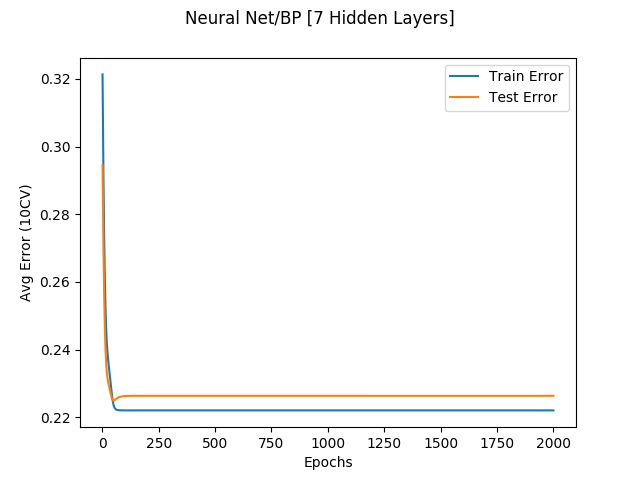 Neural Net/BP [7 Hidden Layers]
Train Error
Test Error
Avg Error (10CV)
0.32
0.30
0.28
0.26
0.24
0.22
0 250 500 750 1000 1250 1500 1750 2000
Epochs